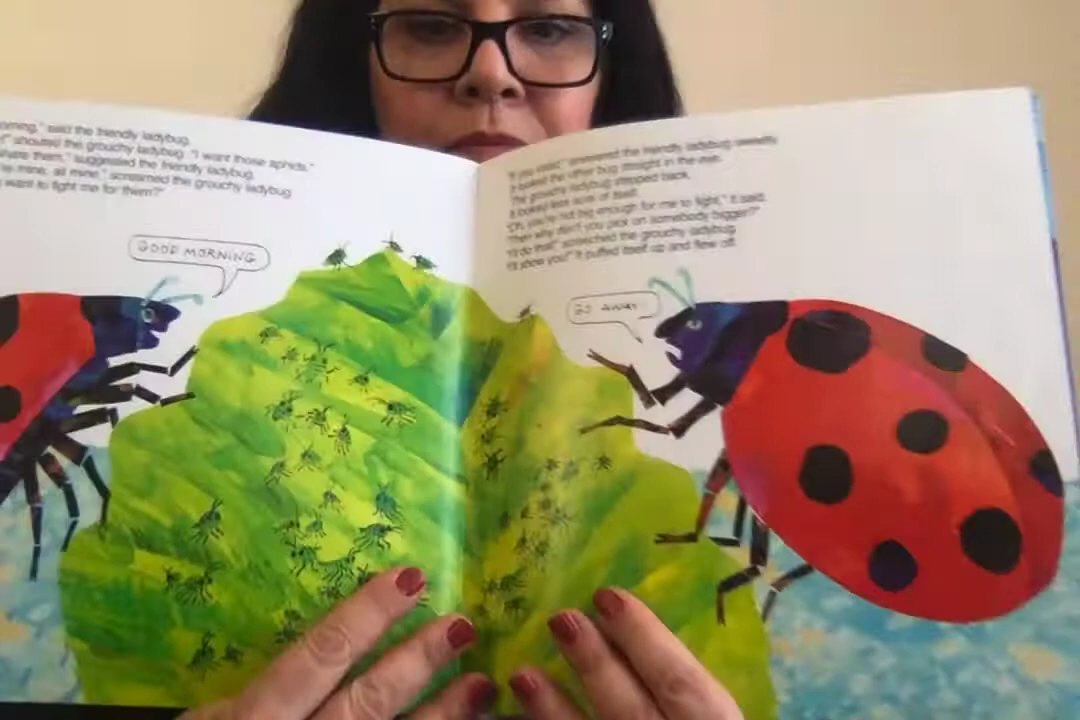 orning," said the friendly ladybug.
shouted the grouchy ladybug. "I want those aphids."
share them," suggested the friendly ladybug.
mine, all mine," screamed the grouchy ladybug.
want to fight me for them?"
GOOD MORNING
"If you insist," answered the friendly ladybug sweetly.
It looked the other bug straight in the eye.
The grouchy ladybug stepped back.
It looked less sure of itself.
"Oh, you're not big enough for me to fight," it said.
"Then why don't you pick on somebody bigger?"
"I'll do that!" screeched the grouchy ladybug.
"I'll show you!" It puffed itself up and flew off.
GO AWAY